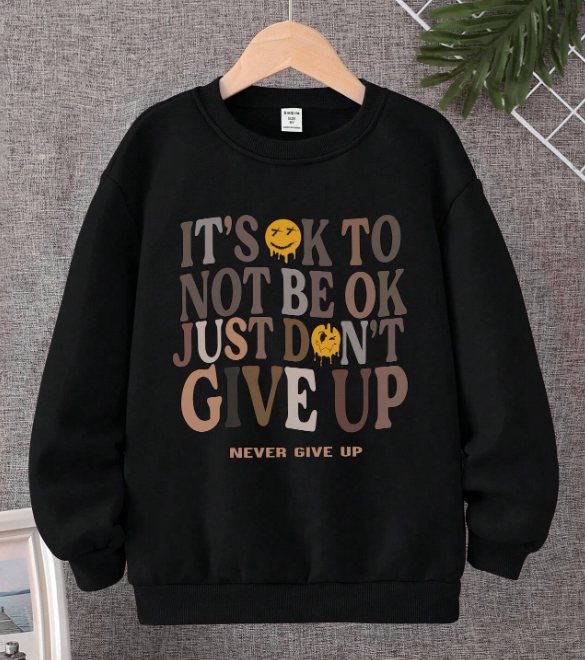 IT'S OK TO
NOT BE OK
JUST DON'T
GIVE UP
NEVER GIVE UP